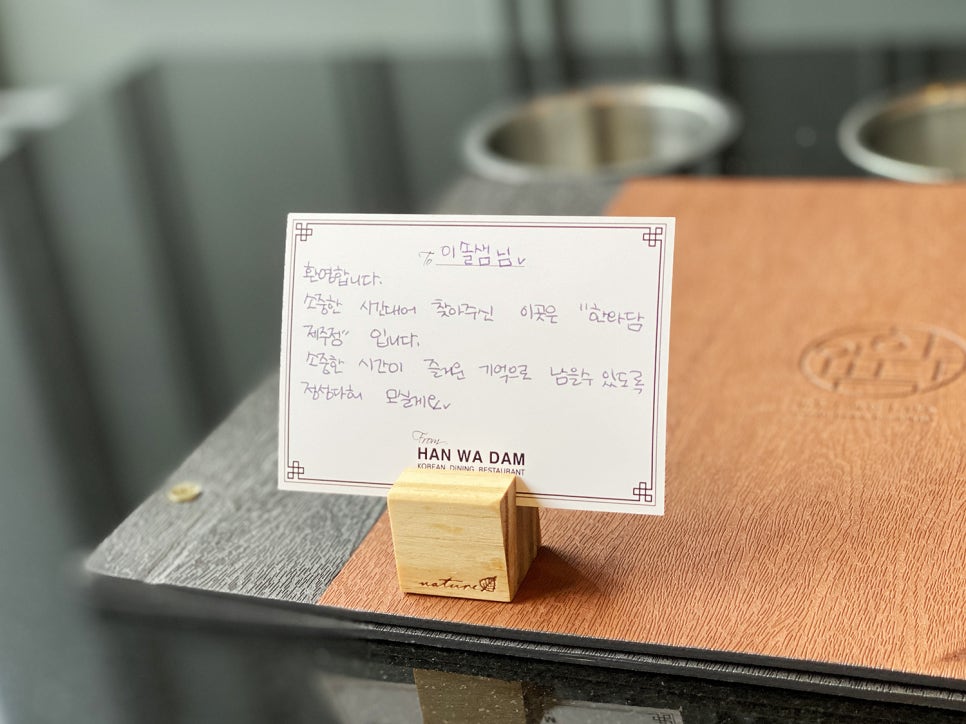 To 이솔샘 님
환영합니다.
소중한 시간내어 찾아주신 이곳은 "한와담
제주점" 입니다.
소중한 시간이 즐거운 기억으로 남을수 있도록
정성다해 모실게요
From
HAN WA DAM
KOREAN DINING RESTAURANT
nature